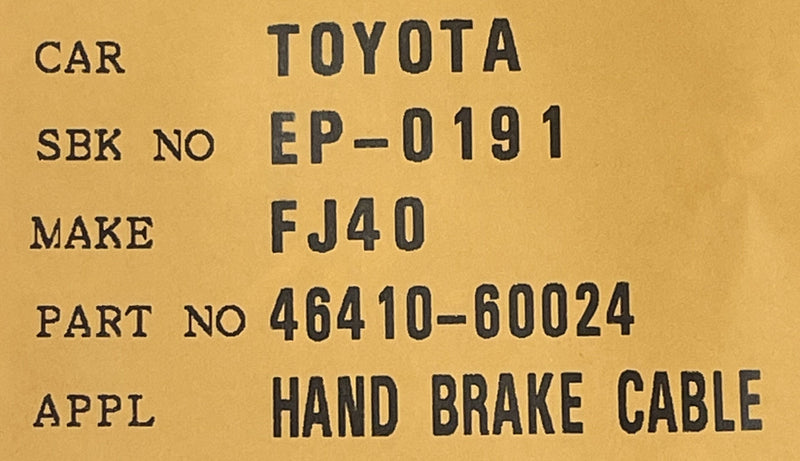 CAR TOYOTA
SBK NO EP-0191
MAKE FJ40
PART NO 46410-60024
APPL HAND BRAKE CABLE